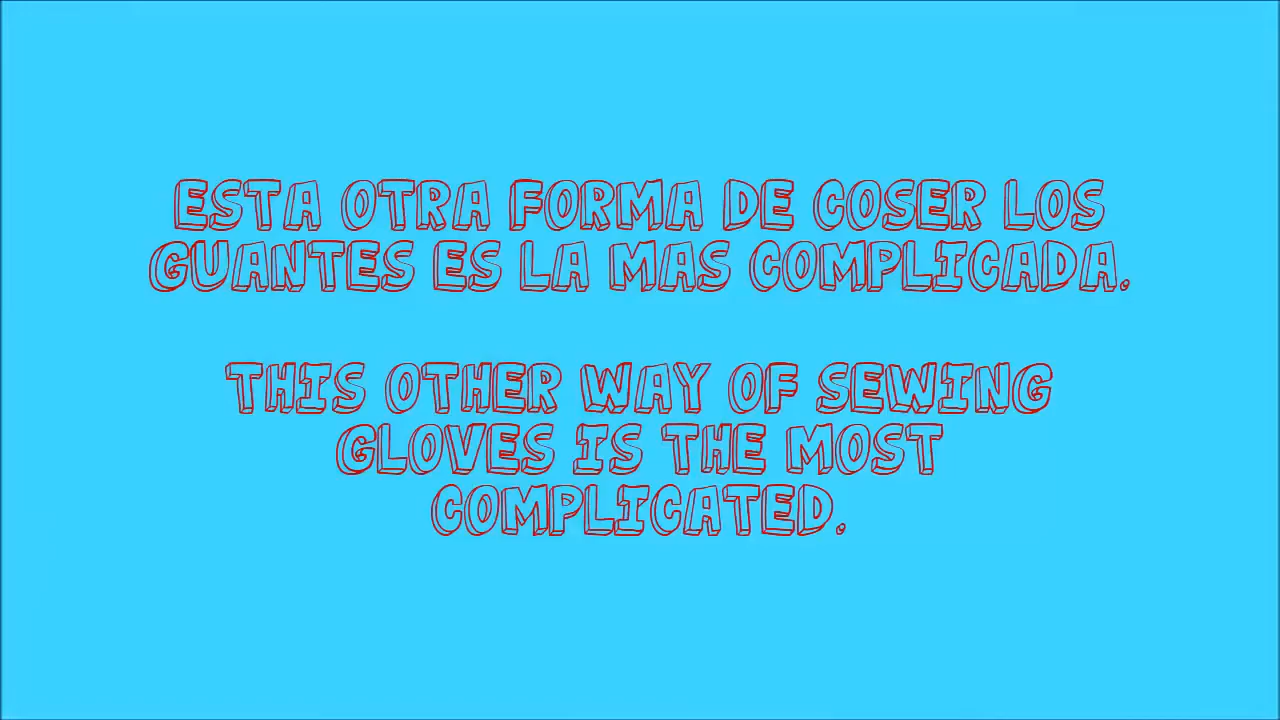 ESTA OTRA FORMA DE COSER LOS
GUANTES ES LA MAS COMPLICADA.
THIS OTHER WAY OF SEWING
GLOVES IS THE MOST
COMPLICATED.